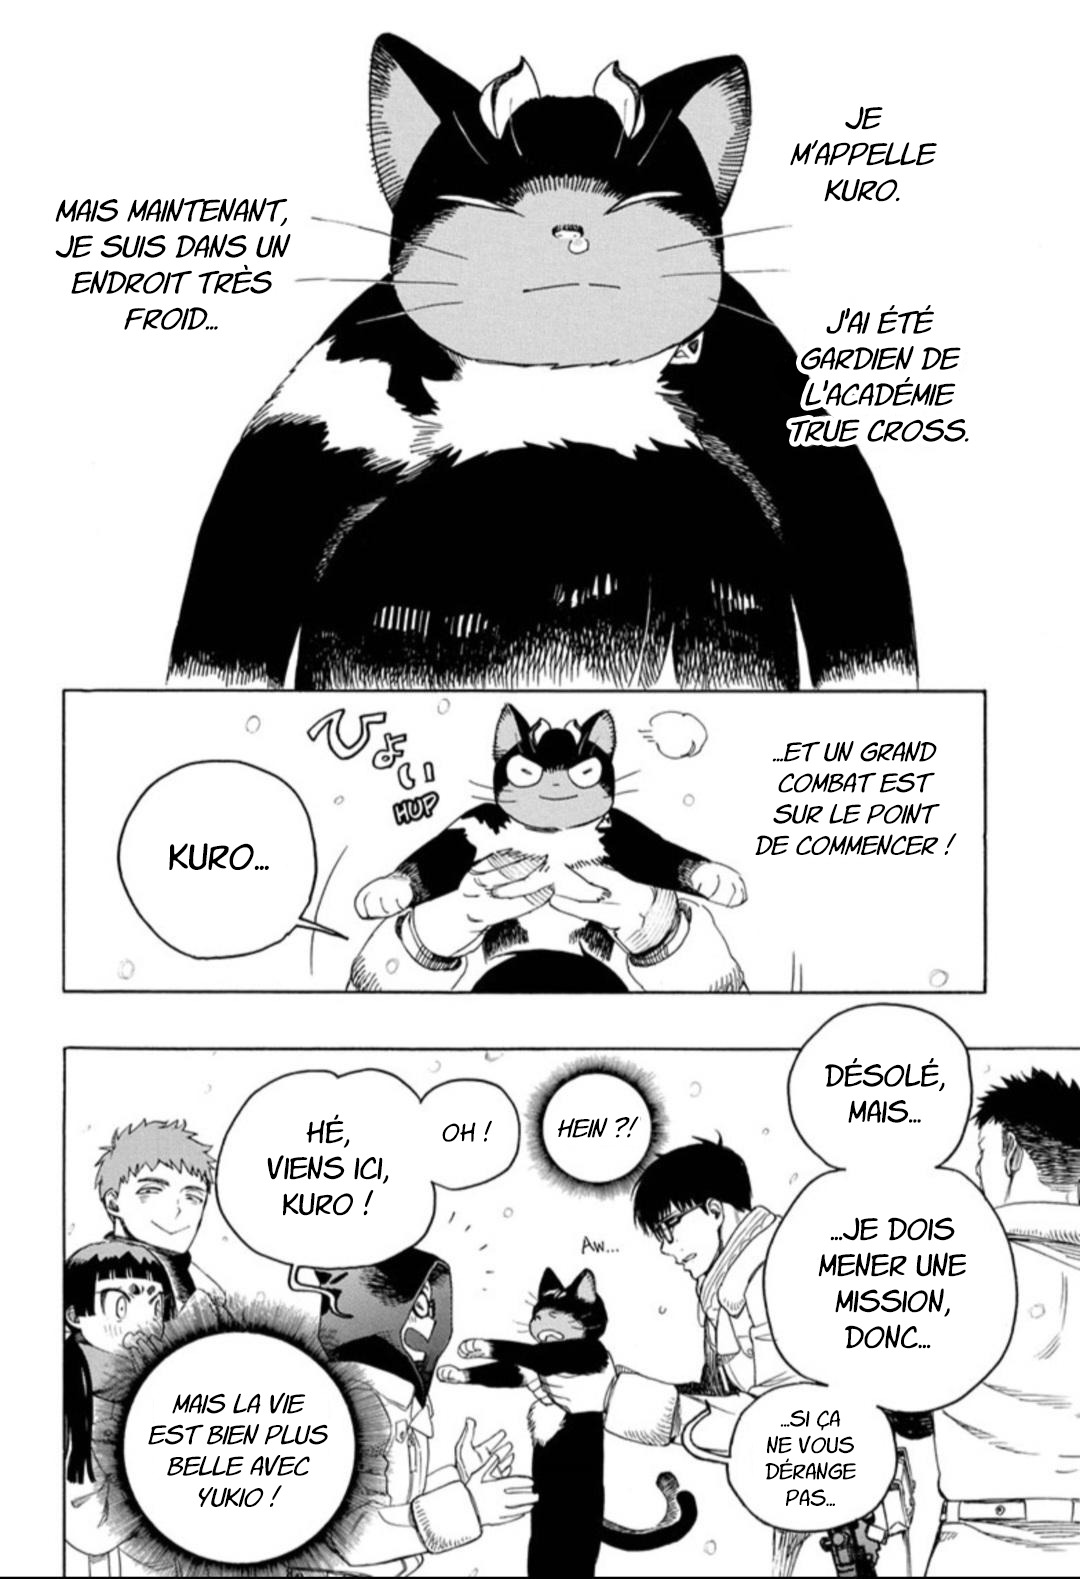 JE
M'APPELLE
KURO.
J'AI ÉTÉ
GARDIEN DE
L'ACADÉMIE
TRUE CROSS.
MAIS MAINTENANT,
JE SUIS DANS UN
ENDROIT TRÈS
FROID...
...ET UN GRAND
COMBAT EST
SUR LE POINT
DE COMMENCER !
ひょい
HUP
KURO...
DÉSOLÉ,
MAIS...
...JE DOIS
MENER UNE
MISSION,
DONC...
...SI ÇA
NE VOUS
DÉRANGE
PAS...
HEIN ?!
AW...
OH !
HÉ,
VIENS ICI,
KURO !
MAIS LA VIE
EST BIEN PLUS
BELLE AVEC
YUKIO !